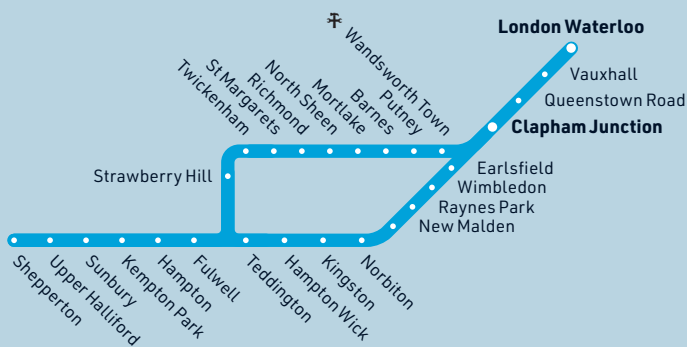 London Waterloo
Vauxhall
Queenstown Road
Clapham Junction
Wandsworth Town
Putney
Barnes
Mortlake
North Sheen
Richmond
St Margarets
Twickenham
Strawberry Hill
Earlsfield
Wimbledon
Raynes Park
New Malden
Shepperton
Upper Halliford
Sunbury
Kempton Park
Hampton
Fulwell
Teddington
Hampton Wick
Kingston
Norbiton